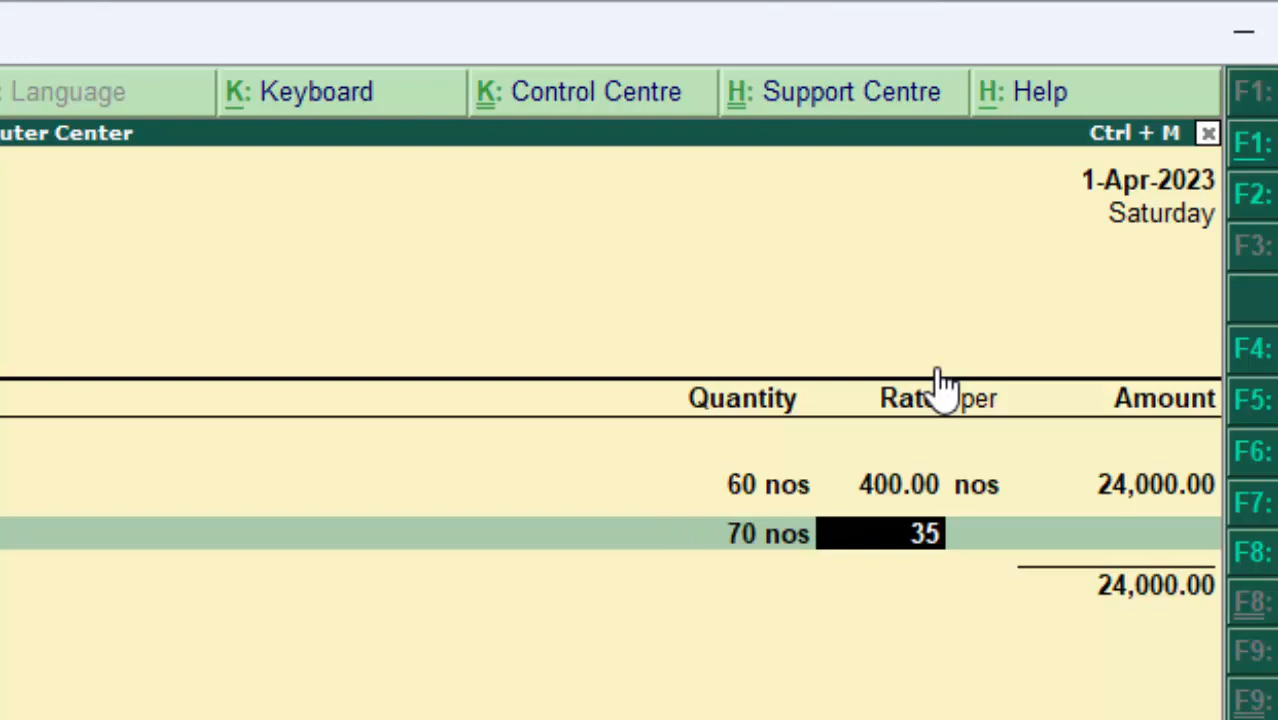 : Language K: Keyboard K: Control Centre H: Support Centre H: Help F1:
uter Center Ctrl + M F1:
1-Apr-2023 F2:
Saturday
F3:
F4:
Quantity per Amount F5:
F6:
60 nos 400.00 nos 24,000.00 F7:
70 nos 35 F8:
24,000.00 F8:
F9:
F9: